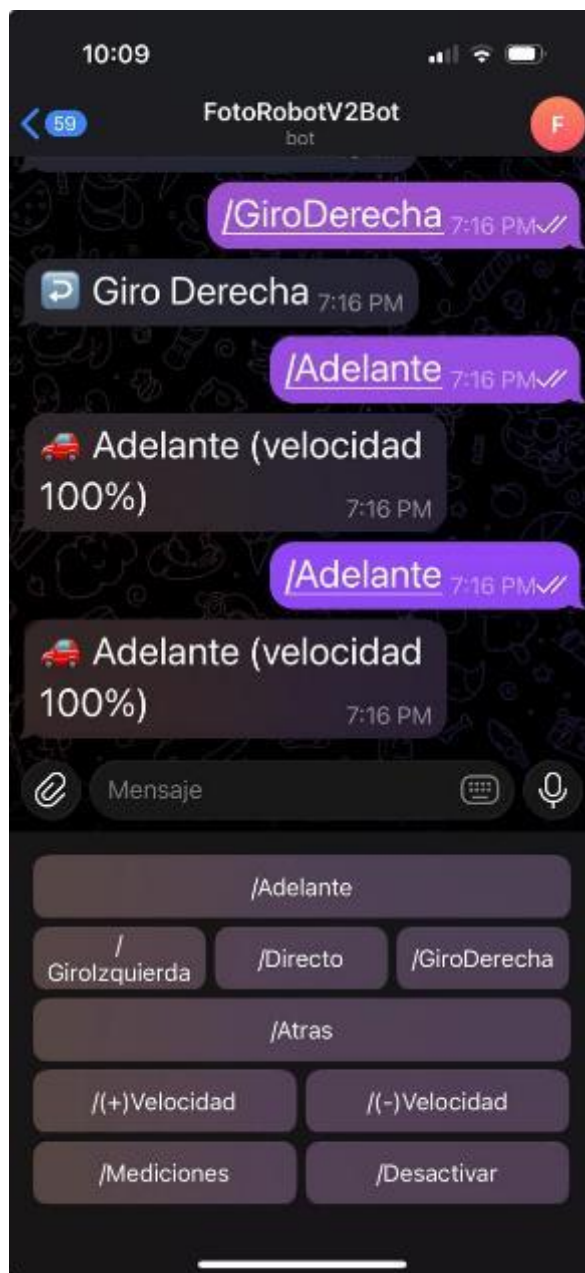 10:09
59
FotoRobotV2Bot
F
bot
/GiroDerecha 7:16 PM
Giro Derecha 7:16 PM
/Adelante 7:16 PM
Adelante (velocidad
100%) 7:16 PM
/Adelante 7:16 PM
Adelante (velocidad
100%) 7:16 PM
Mensaje
/Adelante
/
GiroIzquierda
/Directo
/GiroDerecha
/Atras
/(+)Velocidad
/(-)Velocidad
/Mediciones
/Desactivar